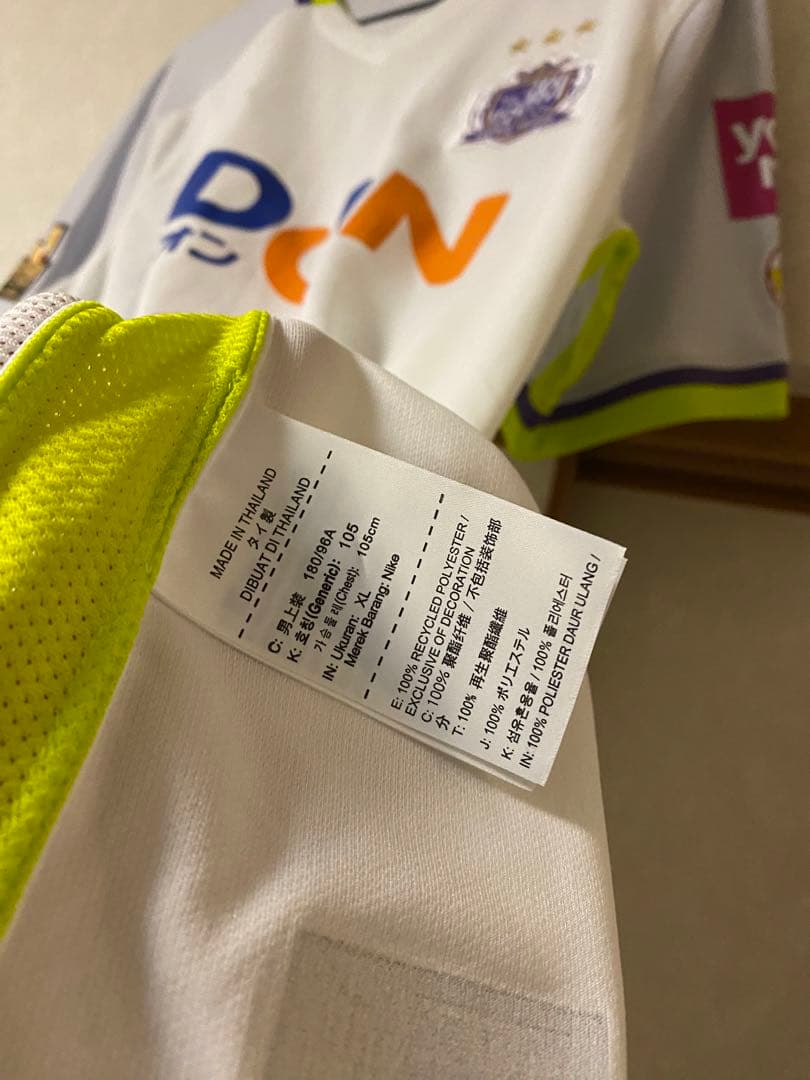 オン
MADE IN THAILAND
タイ製
DIBUAT DI THAILAND
C: 男上装 180/96A
K: 호칭(Generic): 105
가슴둘레(Chest): 105cm
IN: Ukuran: XL
Merek Barang: Nike
E: 100% RECYCLED POLYESTER /
EXCLUSIVE OF DECORATION
C: 100% 聚酯纤维 / 不包括装饰部
分
T: 100% 再生聚酯纖維
J: 100% ポリエステル
K: 섬유혼용율 / 100% 폴리에스터
IN: 100% POLIESTER DAUR ULANG /